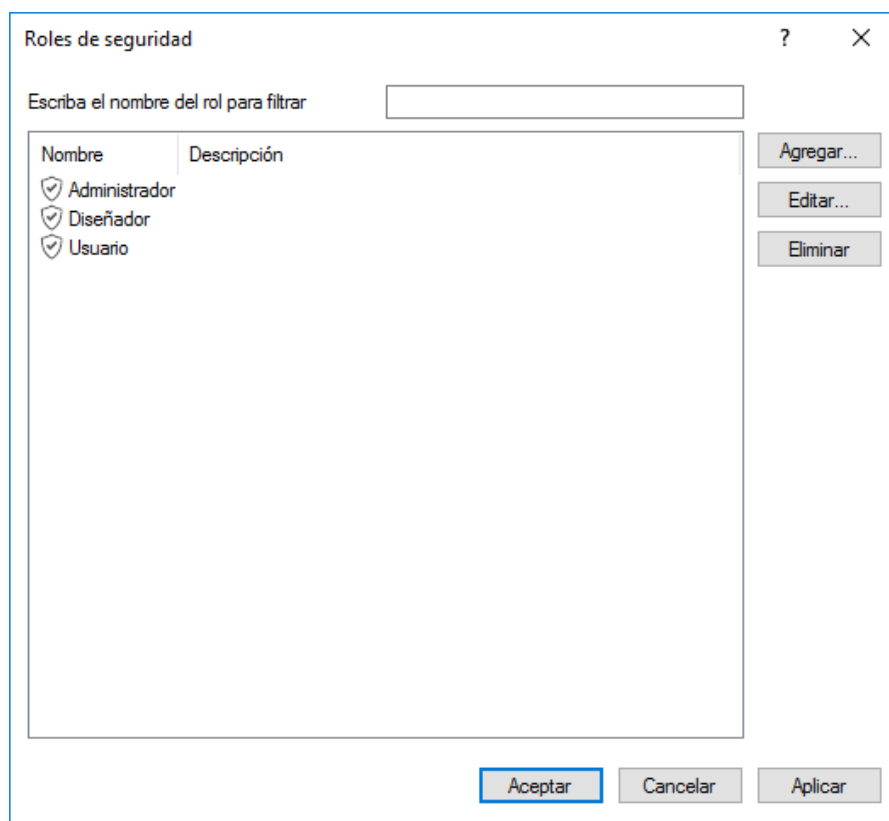 Roles de seguridad ?
Escriba el nombre del rol para filtrar
Nombre Descripción
Administrador
Diseñador
Usuario
Agregar...
Editar...
Eliminar
Aceptar Cancelar Aplicar